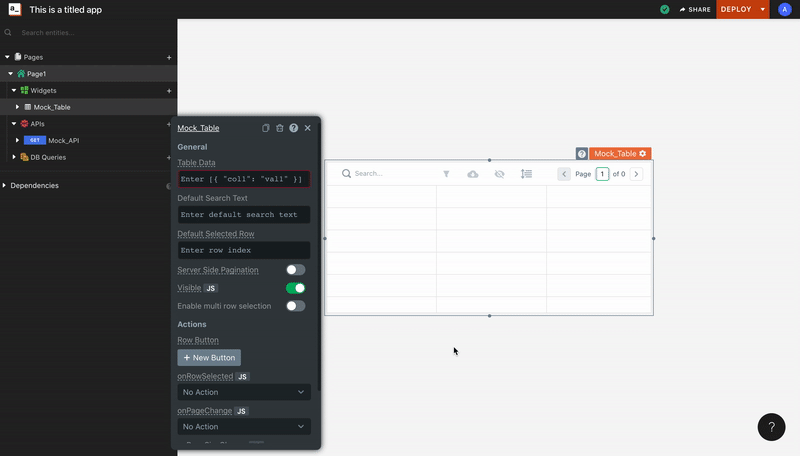 a_
This is a titled app
SHARE
DEPLOY
A
Search entities...
Pages
+
Page1
Widgets
+
Mock_Table
APIs
+
GET Mock_API
DB Queries
+
Dependencies
Mock_Table
?
General
Table Data
Enter [{ "col1": "val1" }]
Default Search Text
Enter default search text
Default Selected Row
Enter row index
Server Side Pagination
Visible JS
Enable multi row selection
Actions
Row Button
+ New Button
onRowSelected JS
No Action
onPageChange JS
No Action
? Mock_Table
Search...
Page 1 of 0
?